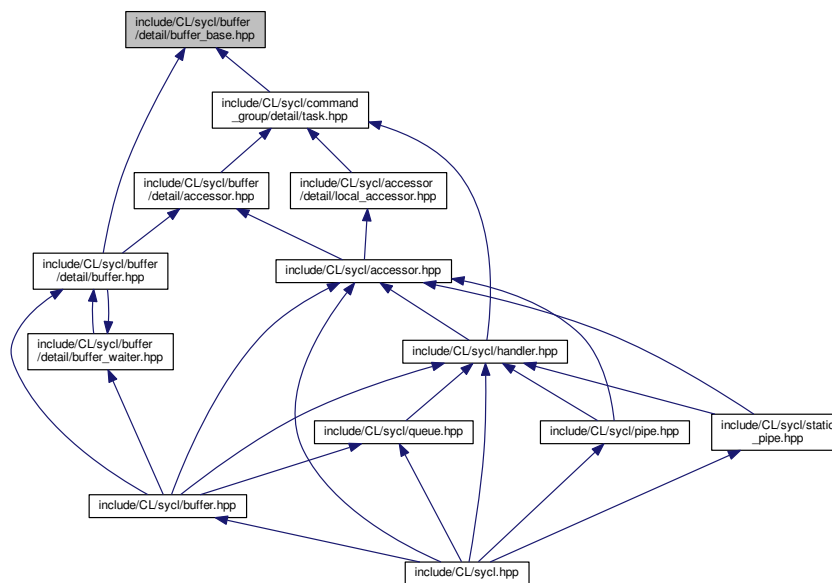 include/CL/sycl/buffer
/detail/buffer_base.hpp
include/CL/sycl/command
_group/detail/task.hpp
include/CL/sycl/buffer
/detail/accessor.hpp
include/CL/sycl/accessor
/detail/local_accessor.hpp
include/CL/sycl/buffer
/detail/buffer.hpp
include/CL/sycl/accessor.hpp
include/CL/sycl/buffer
/detail/buffer_waiter.hpp
include/CL/sycl/handler.hpp
include/CL/sycl/queue.hpp
include/CL/sycl/pipe.hpp
include/CL/sycl/static
_pipe.hpp
include/CL/sycl/buffer.hpp
include/CL/sycl.hpp